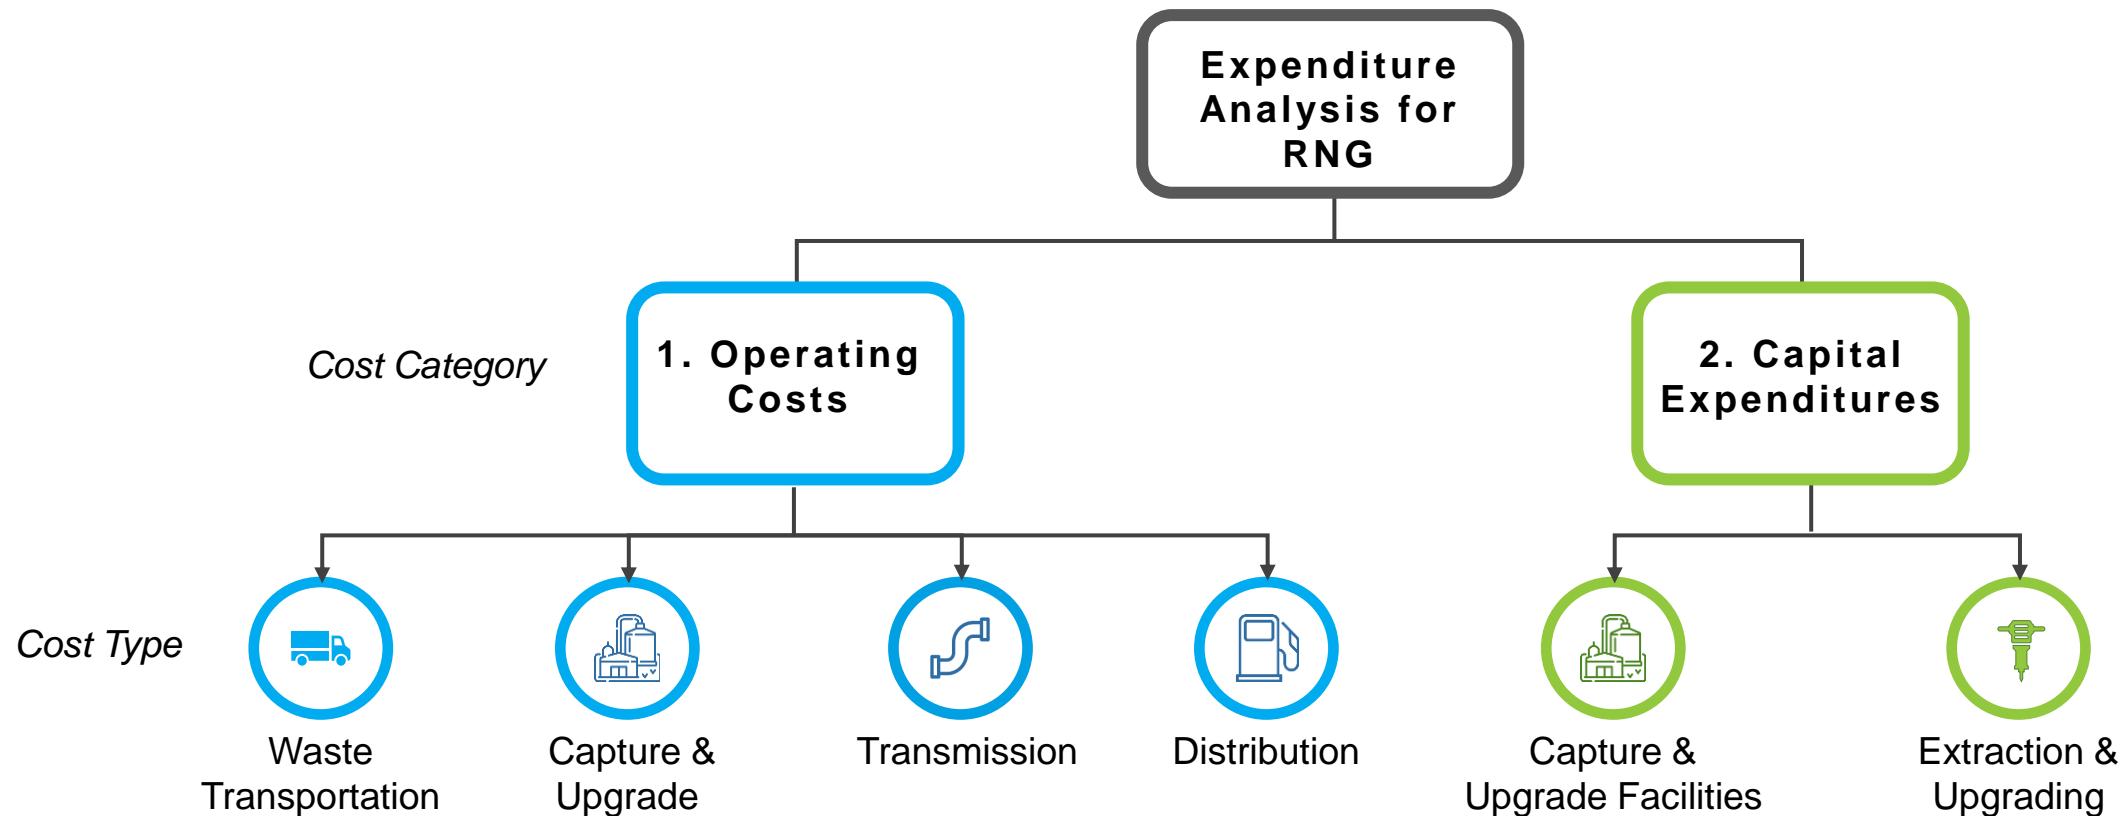 Expenditure
Analysis for
RNG
Cost Category
1. Operating
Costs
2. Capital
Expenditures
Cost Type
Waste
Transportation
Capture &
Upgrade
Transmission
Distribution
Capture &
Upgrade Facilities
Extraction &
Upgrading